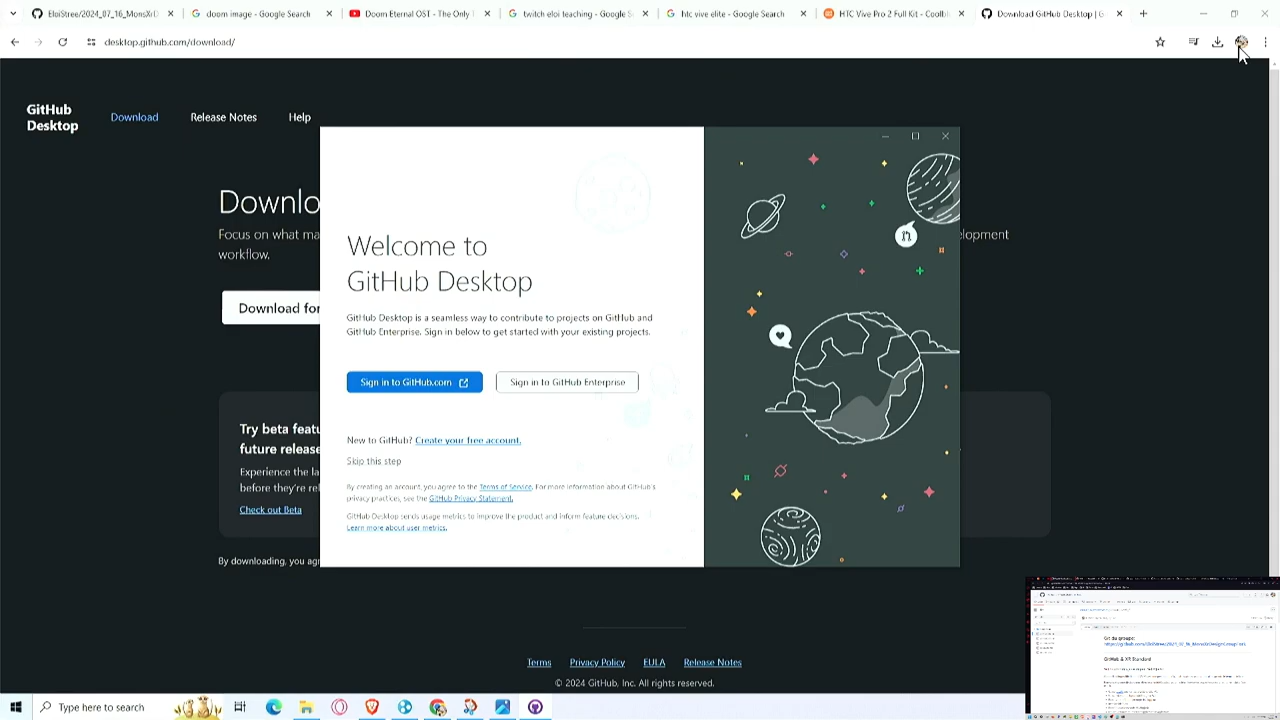 EloiStree/2024_07_16_MonsXrD
doom image - Google Search
Doom Eternal OST - The Only T
twitch eloi teaching - Google S
htc vive elite - Google Search
HTC Vive Pro 2 Full Kit - Coolbl
Download GitHub Desktop | G
desktop.github.com/download/
GitHub
Desktop
Download
Release Notes
Help
Downlo
Focus on what ma
elopment
workflow.
Download for
Welcome to
GitHub Desktop
GitHub Desktop is a seamless way to contribute to projects on GitHub and
GitHub Enterprise. Sign in below to get started with your existing projects.
Sign in to GitHub.com
Sign in to GitHub Enterprise
New to GitHub? Create your free account.
Skip this step
By creating an account, you agree to the Terms of Service. For more information about GitHub's
privacy practices, see the GitHub Privacy Statement.
GitHub Desktop sends usage metrics to improve the product and inform feature decisions.
Learn more about user metrics.
Try beta featu
future release
Experience the la
before they're rel
Check out Beta
By downloading, you agr
Terms
Privacy Policy
EULA
Release Notes
© 2024 GitHub, Inc. All rights reserved.
Type here to search
Git du groupe:
GitHub & XR Standard